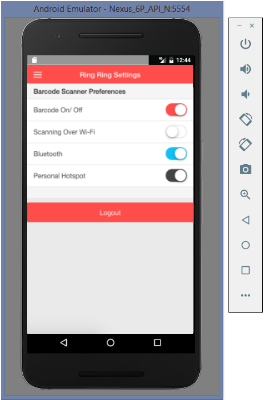 Android Emulator - Nexus_6P_API_N:5554
12:44
Ring Ring Settings
Barcode Scanner Preferences
Barcode On/ Off
Scanning Over Wi-Fi
Bluetooth
Personal Hotspot
Logout